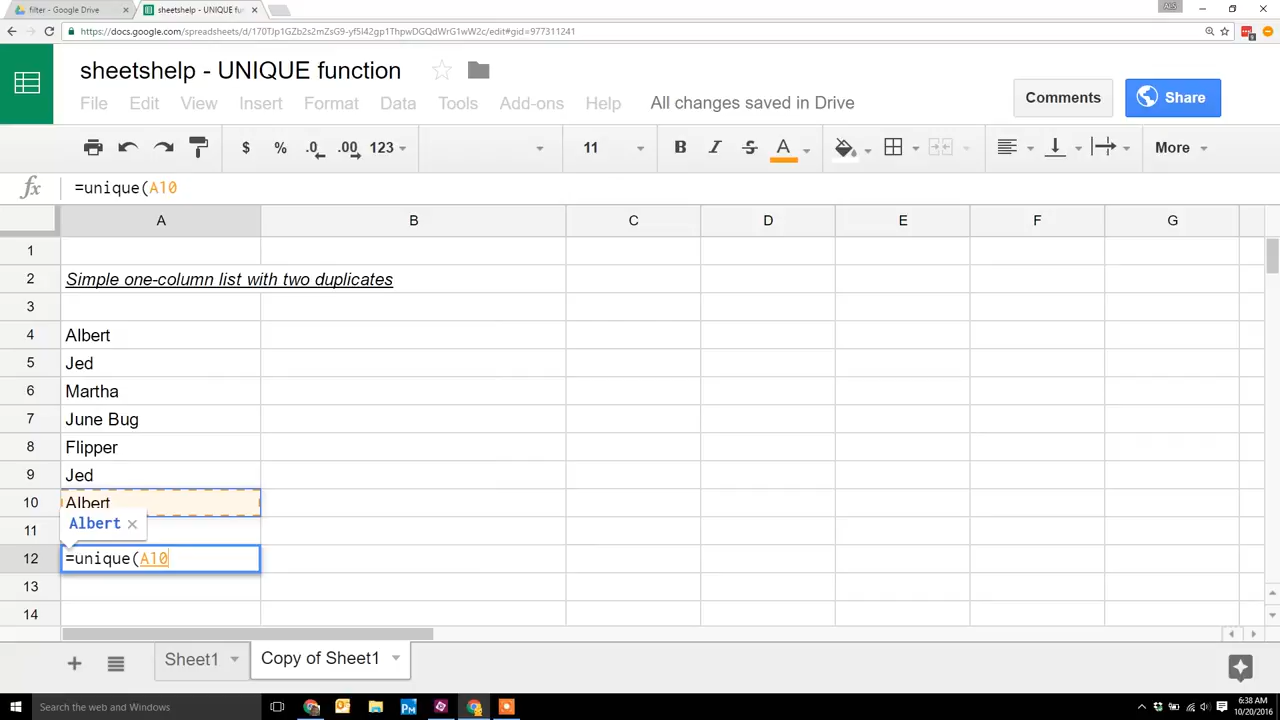 filter - Google Drive
sheetshelp - UNIQUE fun
https://docs.google.com/spreadsheets/d/170TJp1GZb2s2mZsG9-yf5I42gp1ThpwDGQdWrG1wW2c/edit#gid=977311241
sheetshelp - UNIQUE function
File Edit View Insert Format Data Tools Add-ons Help All changes saved in Drive
Comments
Share
$ % .0 .00 123 11 B I S A More
fx =unique(A10
A B C D E F G
1
2 Simple one-column list with two duplicates
3
4 Albert
5 Jed
6 Martha
7 June Bug
8 Flipper
9 Jed
10 Albert
11 Albert
12 =unique(A10
13
14
Sheet1 Copy of Sheet1
Search the web and Windows
6:38 AM
10/20/2016